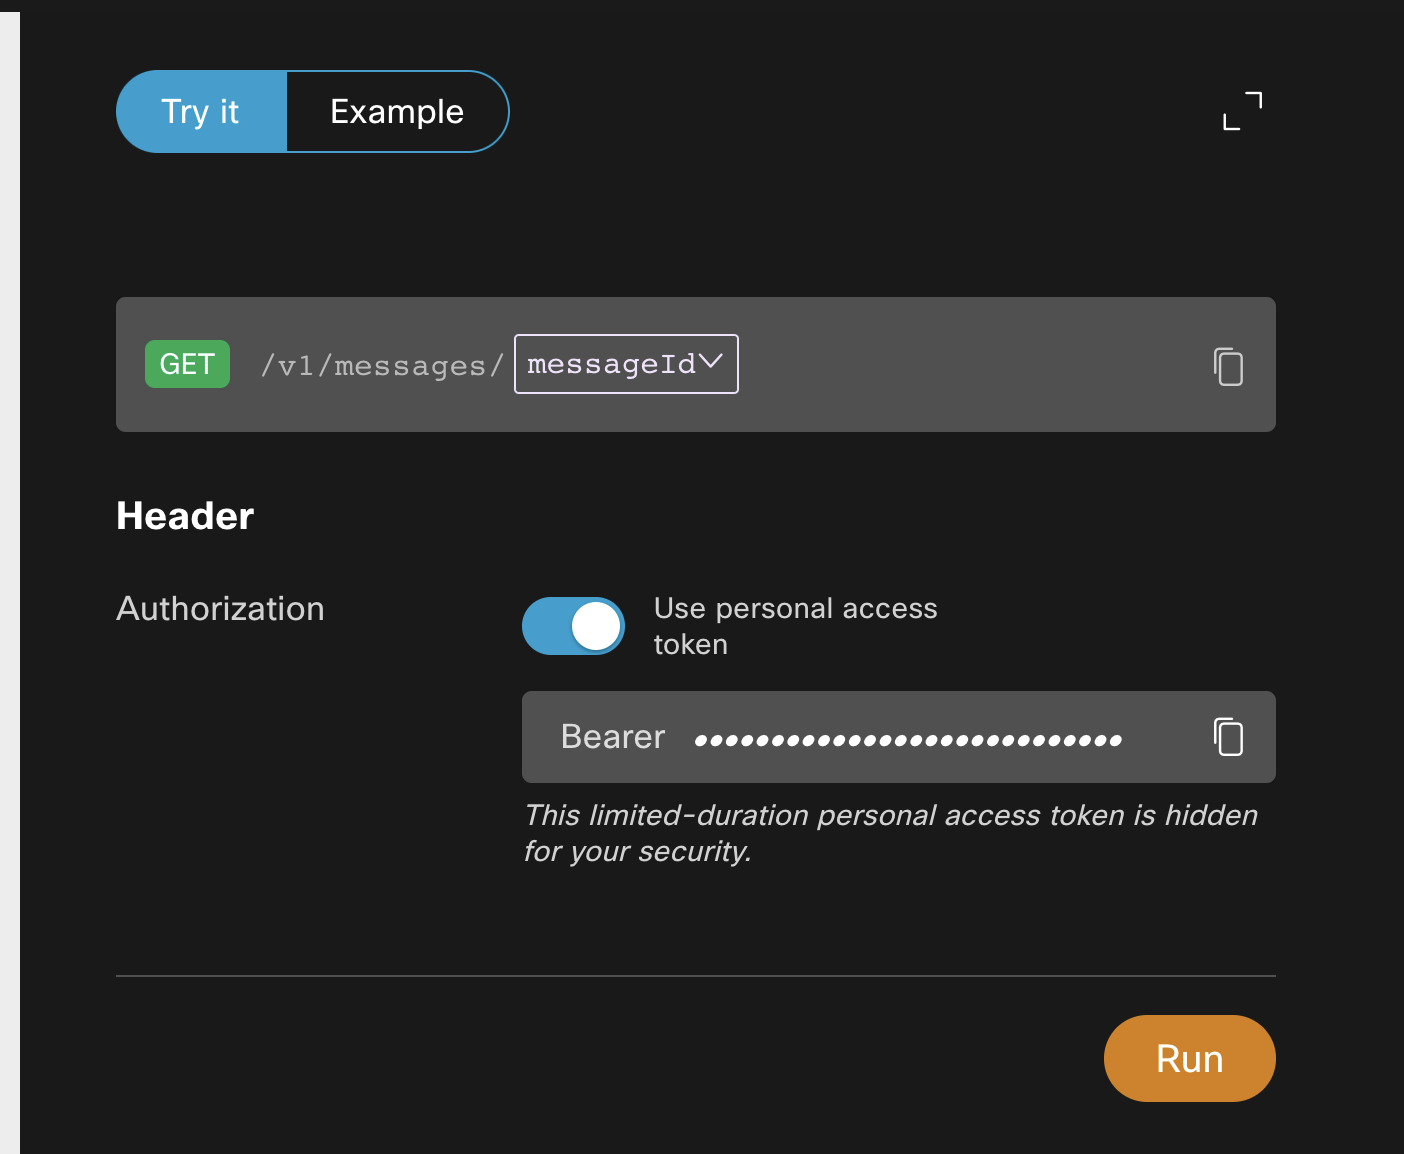 Try it
Example
GET /v1/messages/ messageId
Header
Authorization
Use personal access
token
Bearer ••••••••••••••••••••••••••••
This limited-duration personal access token is hidden
for your security.
Run